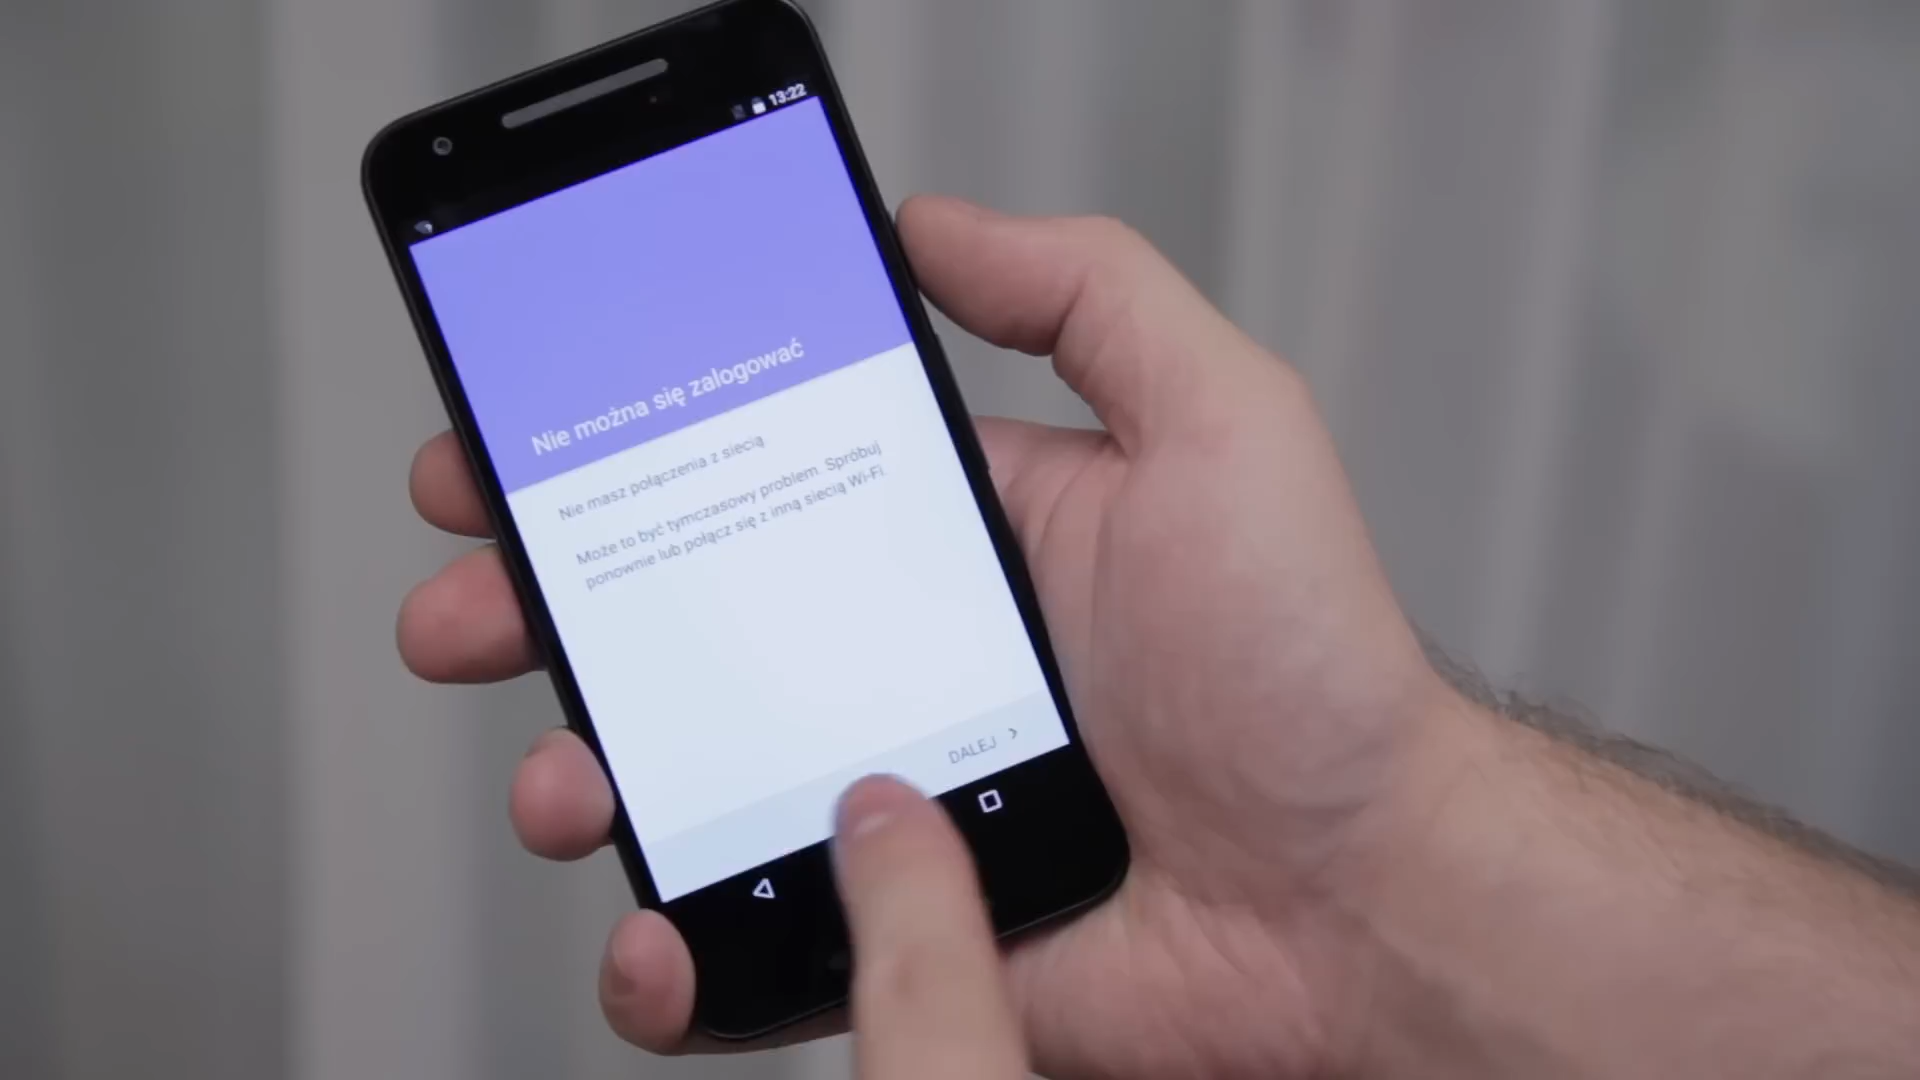 13:22
Nie można się zalogować
Nie masz połączenia z siecią
Może to być tymczasowy problem. Spróbuj
ponownie lub połącz się z inną siecią Wi-Fi.
DALEJ